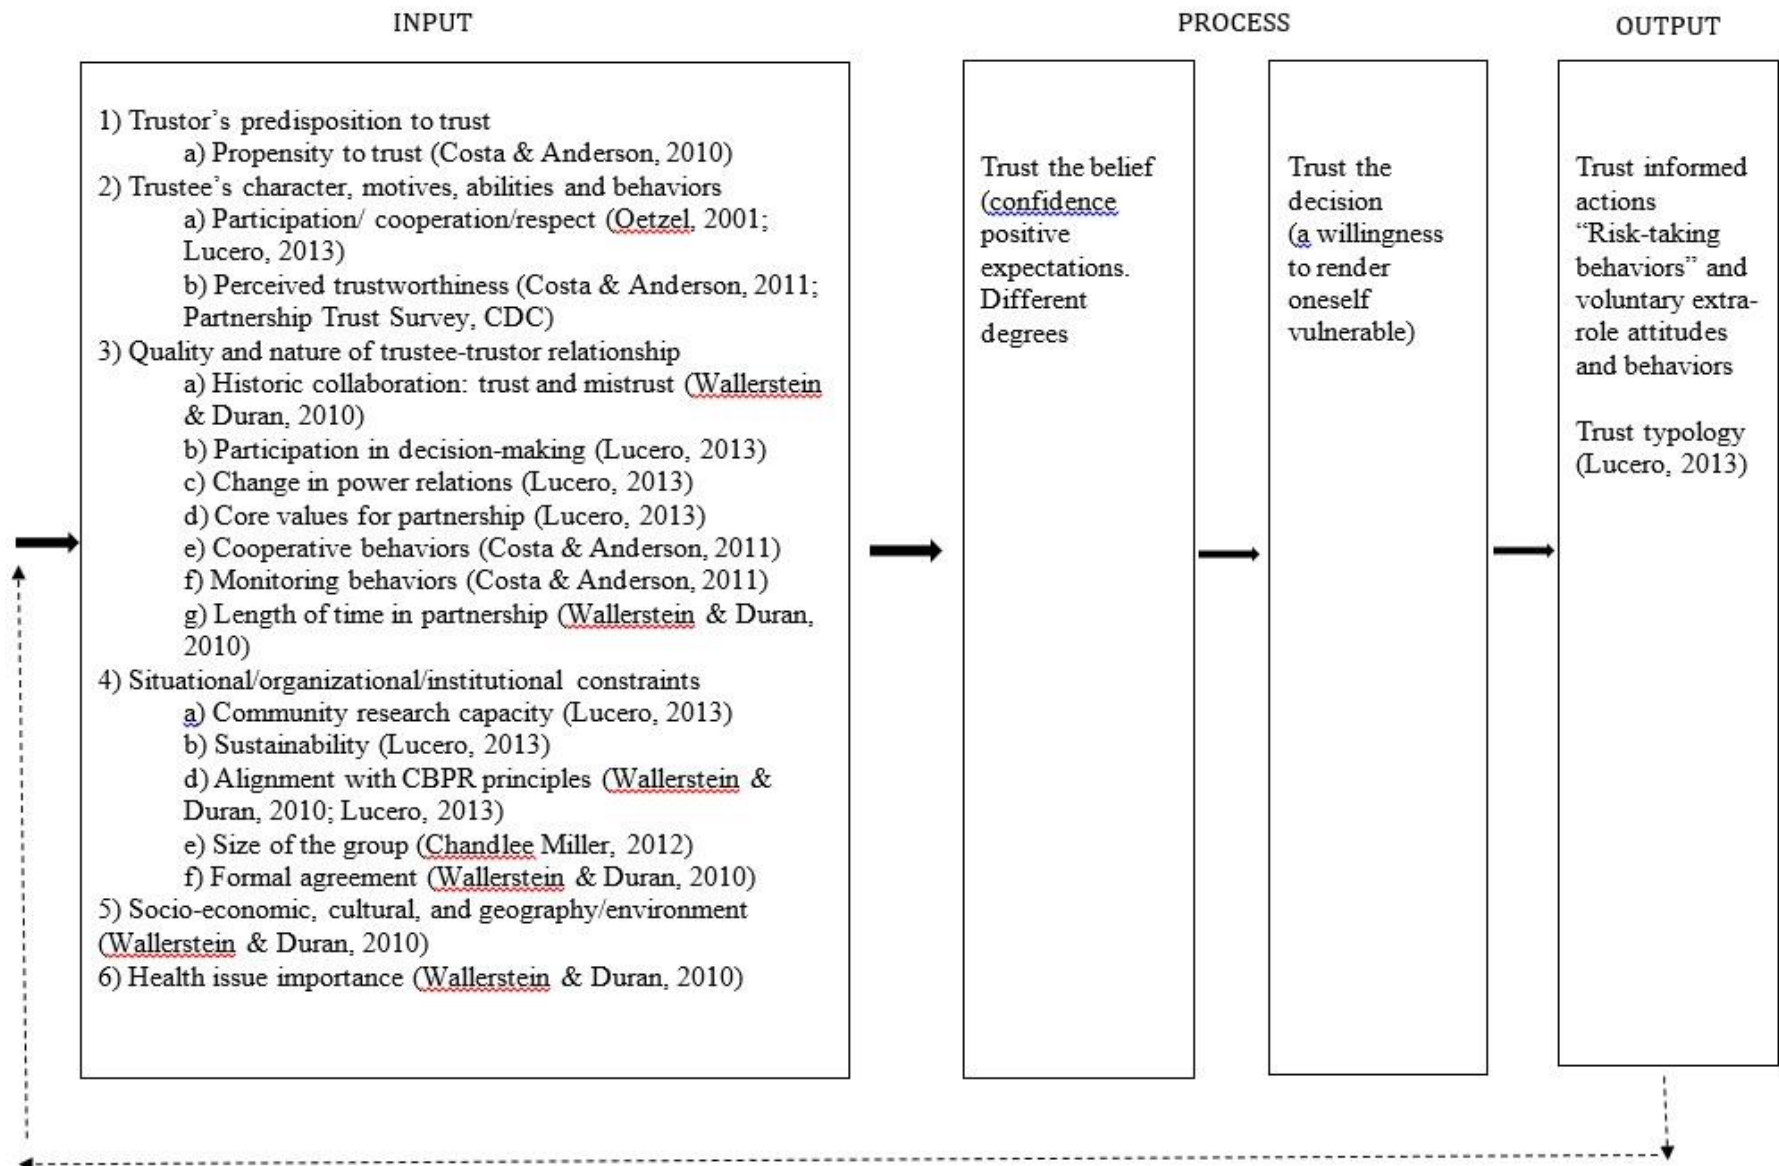 INPUT
PROCESS
OUTPUT
1) Trustor’s predisposition to trust
a) Propensity to trust (Costa & Anderson, 2010)
2) Trustee’s character, motives, abilities and behaviors
a) Participation/ cooperation/respect (Oetzel, 2001;
Lucero, 2013)
b) Perceived trustworthiness (Costa & Anderson, 2011;
Partnership Trust Survey, CDC)
3) Quality and nature of trustee-trustor relationship
a) Historic collaboration: trust and mistrust (Wallerstein
& Duran, 2010)
b) Participation in decision-making (Lucero, 2013)
c) Change in power relations (Lucero, 2013)
d) Core values for partnership (Lucero, 2013)
e) Cooperative behaviors (Costa & Anderson, 2011)
f) Monitoring behaviors (Costa & Anderson, 2011)
g) Length of time in partnership (Wallerstein & Duran,
2010)
4) Situational/organizational/institutional constraints
a) Community research capacity (Lucero, 2013)
b) Sustainability (Lucero, 2013)
d) Alignment with CBPR principles (Wallerstein &
Duran, 2010; Lucero, 2013)
e) Size of the group (Chandlee Miller, 2012)
f) Formal agreement (Wallerstein & Duran, 2010)
5) Socio-economic, cultural, and geography/environment
(Wallerstein & Duran, 2010)
6) Health issue importance (Wallerstein & Duran, 2010)
Trust the belief
(confidence
positive
expectations.
Different
degrees
Trust the
decision
(a willingness
to render
oneself
vulnerable)
Trust informed
actions
“Risk-taking
behaviors” and
voluntary extra-
role attitudes
and behaviors
Trust typology
(Lucero, 2013)